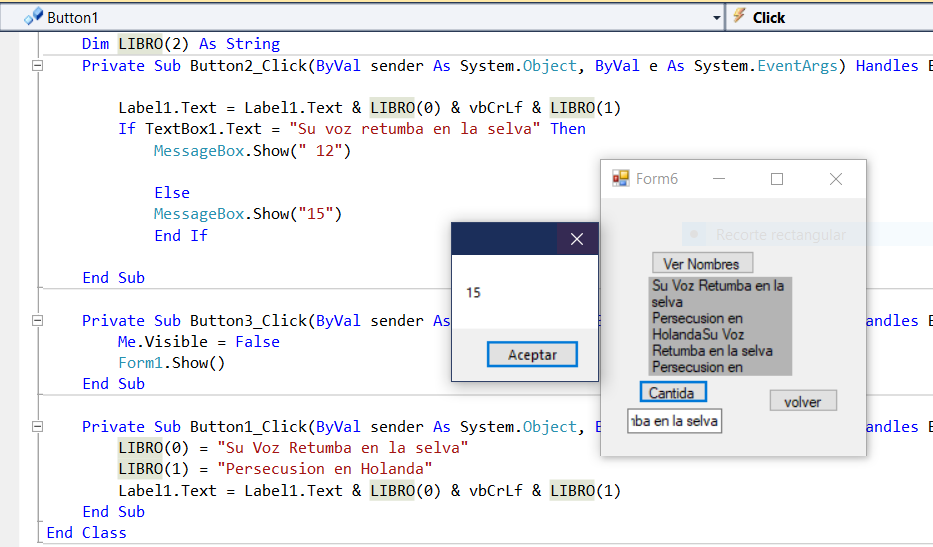 Button1
Click
Dim LIBRO(2) As String
Private Sub Button2_Click(ByVal sender As System.Object, ByVal e As System.EventArgs) Handles
Label1.Text = Label1.Text & LIBRO(0) & vbCrLf & LIBRO(1)
If TextBox1.Text = "Su voz retumba en la selva" Then
MessageBox.Show(" 12")
Else
MessageBox.Show("15")
End If
End Sub
Private Sub Button3_Click(ByVal sender As
Me.Visible = False
Form1.Show()
End Sub
Private Sub Button1_Click(ByVal sender As System.Object,
LIBRO(0) = "Su Voz Retumba en la selva"
LIBRO(1) = "Persecusion en Holanda"
Label1.Text = Label1.Text & LIBRO(0) & vbCrLf & LIBRO(1)
End Sub
End Class
15
Aceptar
Form6
Recorte rectangular
Ver Nombres
Su Voz Retumba en la
selva
Persecusion en
HolandaSu Voz
Retumba en la selva
Persecusion en
Cantida
volver
ba en la selva